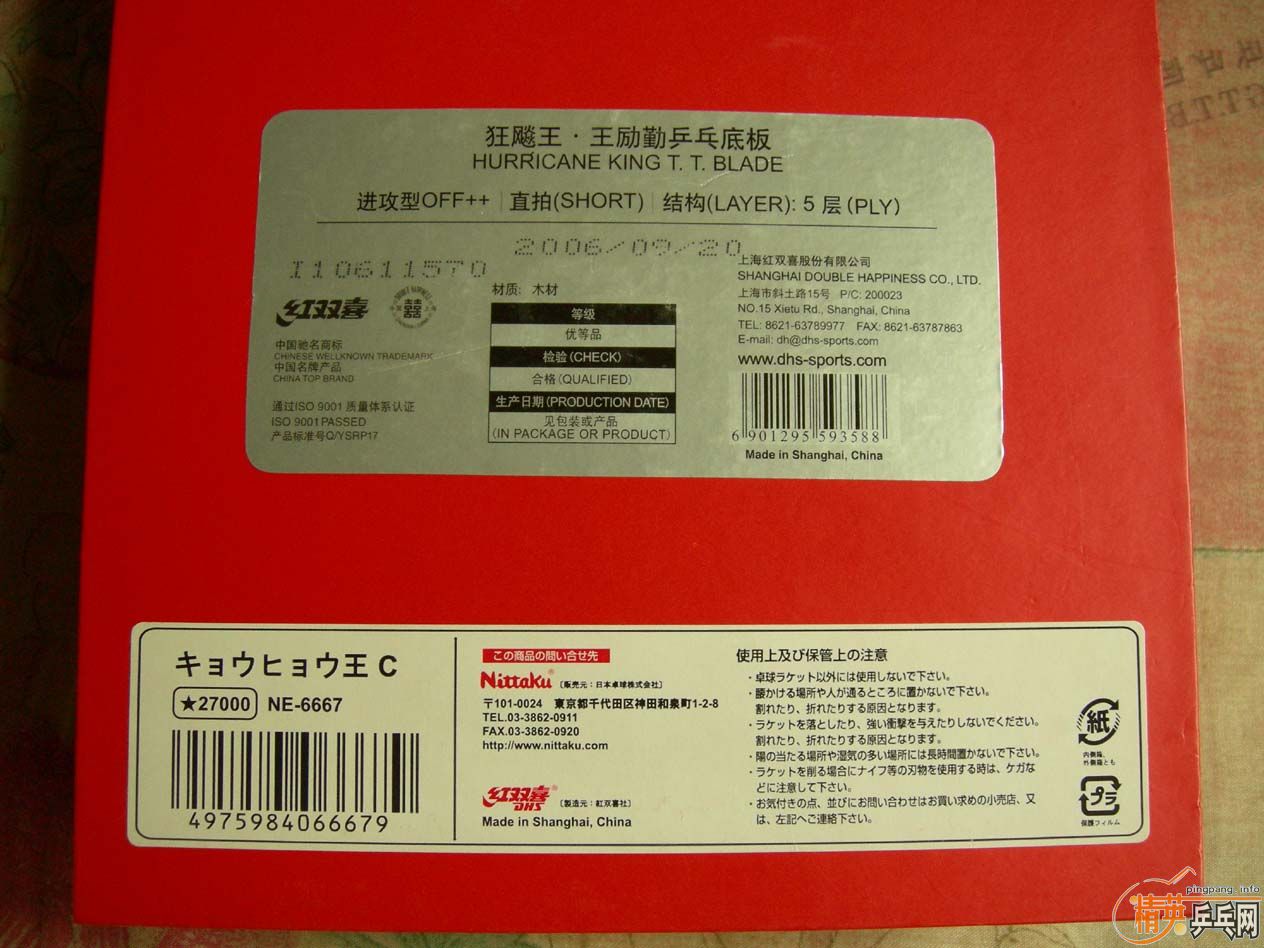 狂飚王·王励勤乒乓底板
HURRICANE KING T. T. BLADE
进攻型OFF++ 直拍(SHORT) 结构(LAYER): 5 层(PLY)
2006/09/20
I10611570
红双喜
中国驰名商标
CHINESE WELLKNOWN TRADEMARK
中国名牌产品
CHINA TOP BRAND
通过ISO 9001 质量体系认证
ISO 9001PASSED
产品标准号Q/YSRP17
材质: 木材
等级
优等品
检验(CHECK)
合格(QUALIFIED)
生产日期(PRODUCTION DATE)
见包装或产品
(IN PACKAGE OR PRODUCT)
上海红双喜股份有限公司
SHANGHAI DOUBLE HAPPINESS CO., LTD.
上海市斜土路15号 P/C: 200023
NO.15 Xietu Rd., Shanghai, China
TEL: 8621-63789977 FAX: 8621-63787863
E-mail: dh@dhs-sports.com
www.dhs-sports.com
6 901295 593588
Made in Shanghai, China
キョウヒョウ王 C
★27000 NE-6667
4975984066679
この商品の問い合せ先
Nittaku® 〔販売元：日本卓球株式会社〕
〒101-0024 東京都千代田区神田和泉町1-2-8
TEL.03-3862-0911
FAX.03-3862-0920
http://www.nittaku.com
红双喜® DHS 〔製造元：紅双喜社〕
Made in Shanghai, China
使用上及び保管上の注意
・卓球ラケット以外には使用しないで下さい。
・腰かける場所や人が通るところに置かないで下さい。
割れたり、折れたりする原因となります。
・ラケットを落としたり、強い衝撃を与えたりしないでください。
割れたり、折れたりする原因となります。
・陽の当たる場所や湿気の多い場所には長時間置かないで下さい。
・ラケットを削る場合にナイフ等の刃物を使用する時は、ケガな
どに注意して下さい。
・お気付きの点、並びにお問い合わせはお買い求めの小売店、又
は、左記へご連絡下さい。
紙
内側箱、
外側箱とも
プラ
保護フィルム
pingpang.info
精英乒乓网